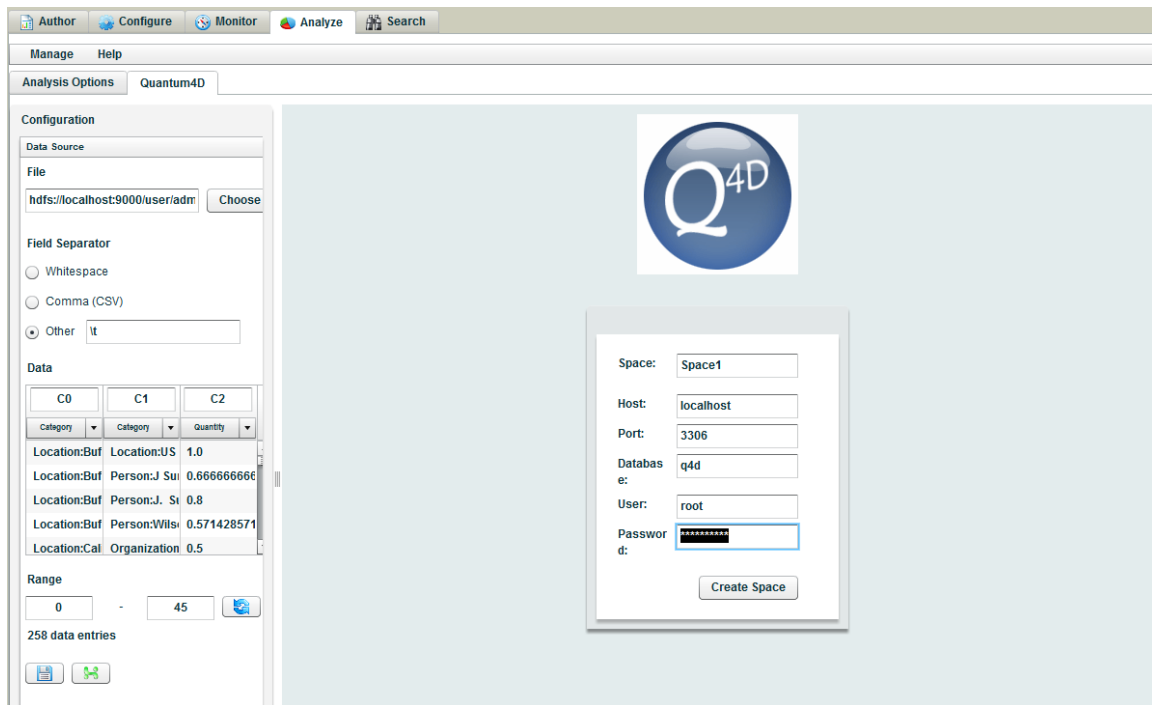 Author Configure Monitor Analyze Search
Manage Help
Analysis Options Quantum4D
Configuration
Data Source
File
hdfs://localhost:9000/user/adm Choose
Field Separator
Whitespace
Comma (CSV)
Other \t
Data
C0 C1 C2
Category Category Quantity
Location:Buf Location:US 1.0
Location:Buf Person:J Sur 0.666666666
Location:Buf Person:J. Su 0.8
Location:Buf Person:Wils 0.571428571
Location:Cal Organization 0.5
Range
0 - 45
258 data entries
Q4D
Space: Space1
Host: localhost
Port: 3306
Databas
e: q4d
User: root
Passwor
d: **********
Create Space